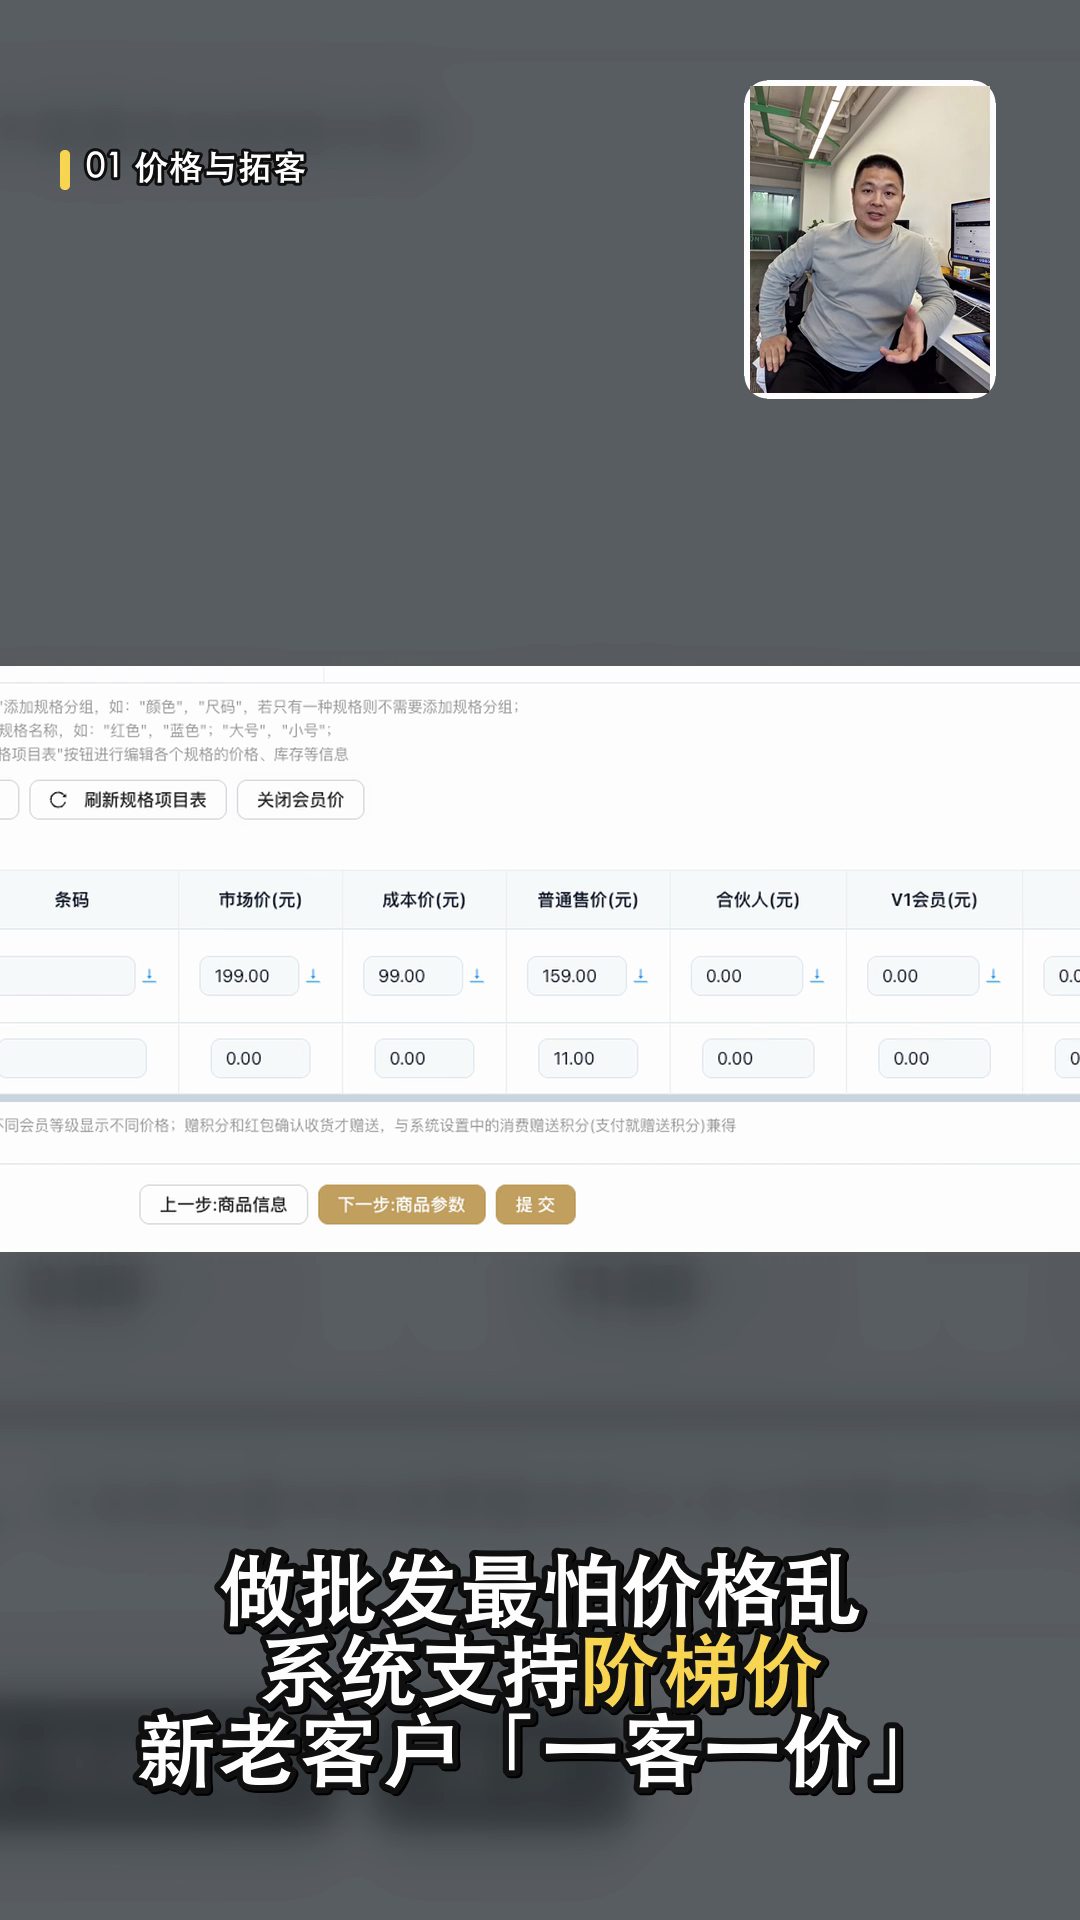 01 价格与拓客
"添加规格分组，如："颜色"，"尺码"，若只有一种规格则不需要添加规格分组；
规格名称，如："红色"，"蓝色"；"大号"，"小号"；
格项目表"按钮进行编辑各个规格的价格、库存等信息
刷新规格项目表 关闭会员价
条码 市场价(元) 成本价(元) 普通售价(元) 合伙人(元) V1会员(元)
199.00 99.00 159.00 0.00 0.00 0.0
0.00 0.00 11.00 0.00 0.00 0
不同会员等级显示不同价格；赠积分和红包确认收货才赠送，与系统设置中的消费赠送积分(支付就赠送积分)兼得
上一步:商品信息 下一步:商品参数 提 交
做批发最怕价格乱
系统支持阶梯价
新老客户「一客一价」